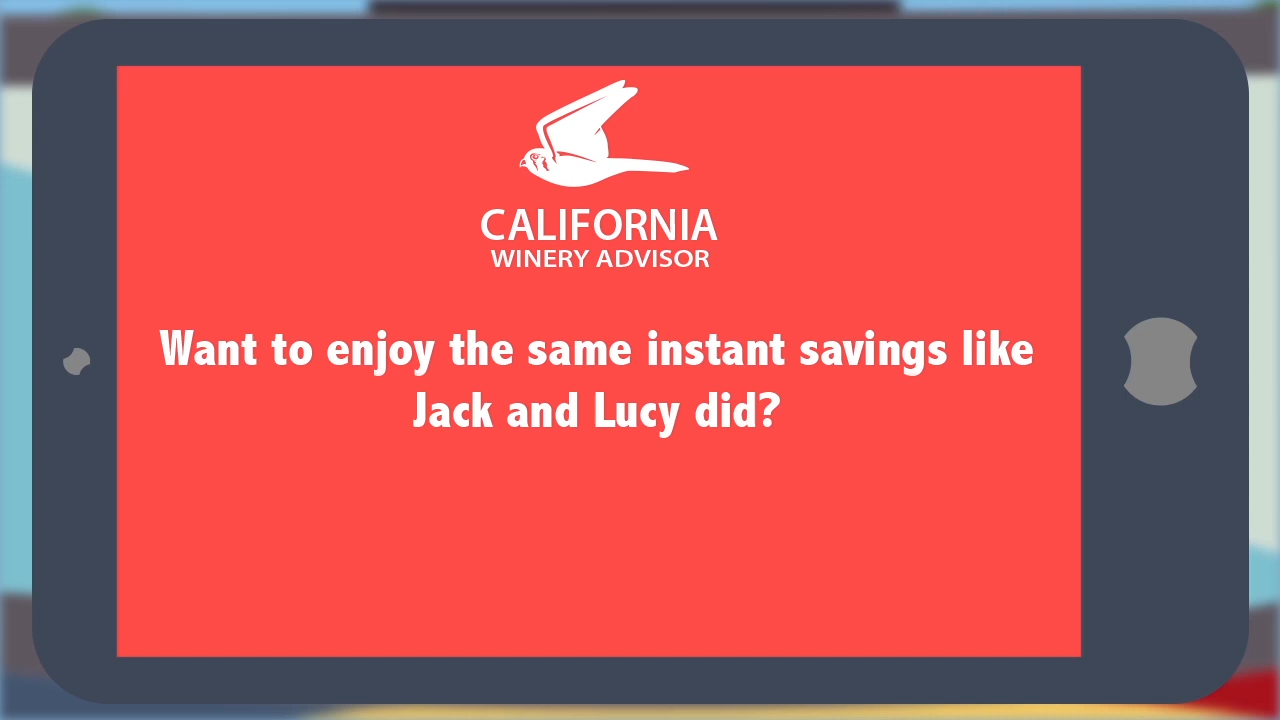 CALIFORNIA
WINERY ADVISOR
Want to enjoy the same instant savings like
Jack and Lucy did?